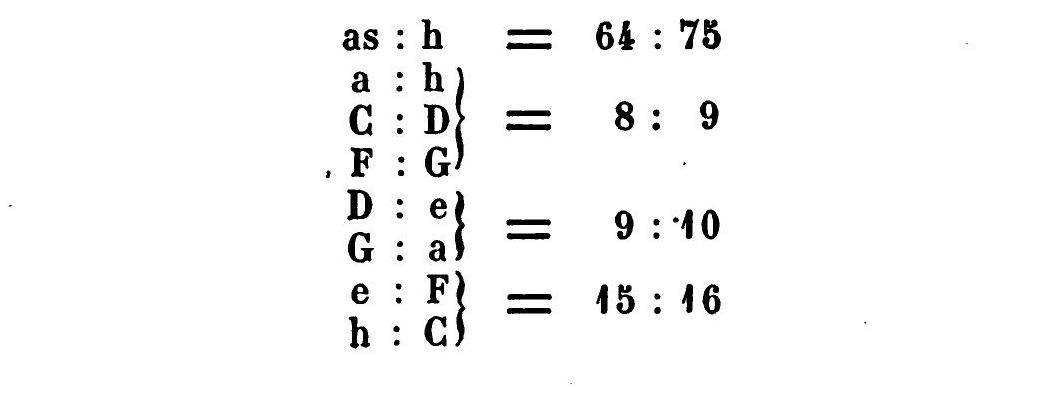 as : h = 64 : 75
a : h
C : D = 8 : 9
F : G
D : e
G : a = 9 : 10
e : F
h : C = 15 : 16